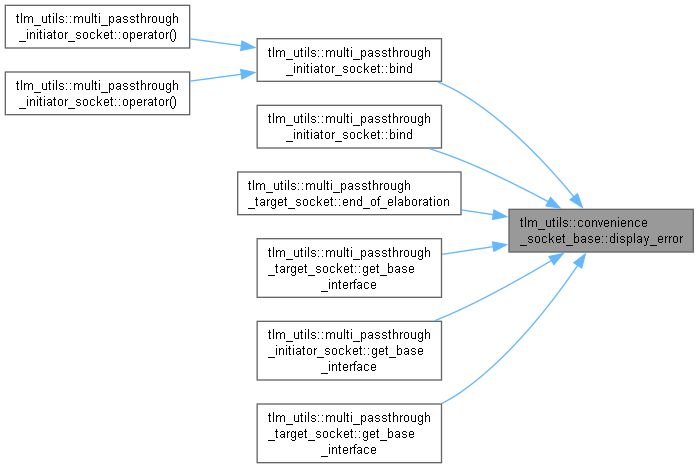 tlm_utils::multi_passthrough
_initiator_socket::operator()
tlm_utils::multi_passthrough
_initiator_socket::operator()
tlm_utils::multi_passthrough
_initiator_socket::bind
tlm_utils::multi_passthrough
_initiator_socket::bind
tlm_utils::multi_passthrough
_target_socket::end_of_elaboration
tlm_utils::multi_passthrough
_target_socket::get_base
_interface
tlm_utils::multi_passthrough
_initiator_socket::get_base
_interface
tlm_utils::multi_passthrough
_target_socket::get_base
_interface
tlm_utils::convenience
_socket_base::display_error